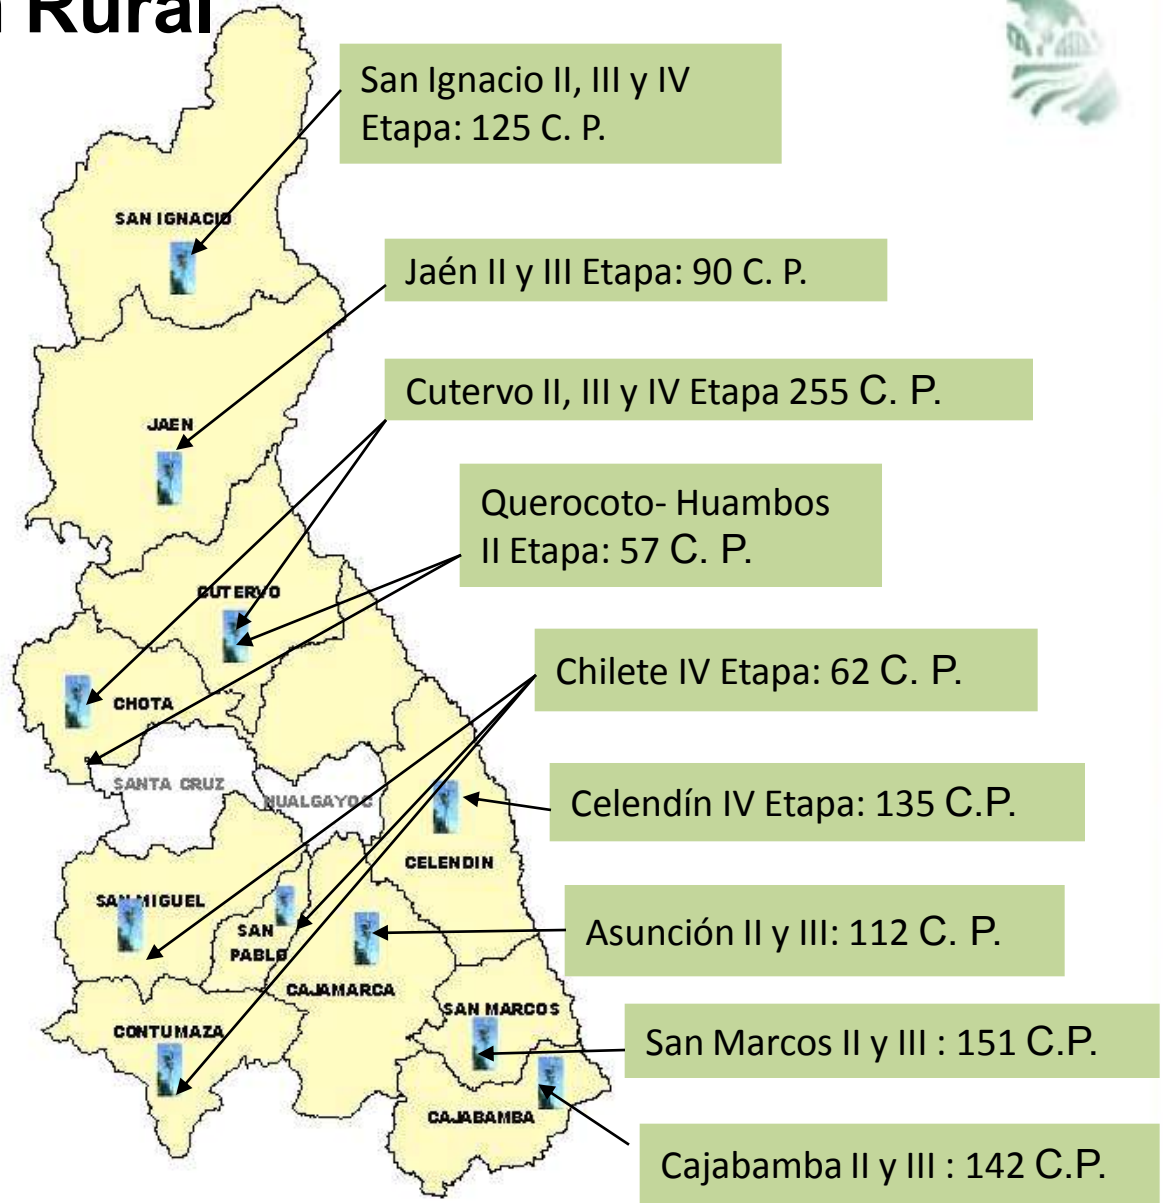 n Rural
San Ignacio II, III y IV
Etapa: 125 C. P.
SAN IGNACIO
Jaén II y III Etapa: 90 C. P.
Cutervo II, III y IV Etapa 255 C. P.
JAEN
Querocoto- Huambos
II Etapa: 57 C. P.
CUTERVO
Chilete IV Etapa: 62 C. P.
CHOTA
SANTA CRUZ
HUALGAYOC
Celendín IV Etapa: 135 C.P.
CELENDIN
SAN MIGUEL
Asunción II y III: 112 C. P.
SAN
PABLO
CAJAMARCA
SAN MARCOS
CONTUMAZA
San Marcos II y III : 151 C.P.
CAJABAMBA
Cajabamba II y III : 142 C.P.